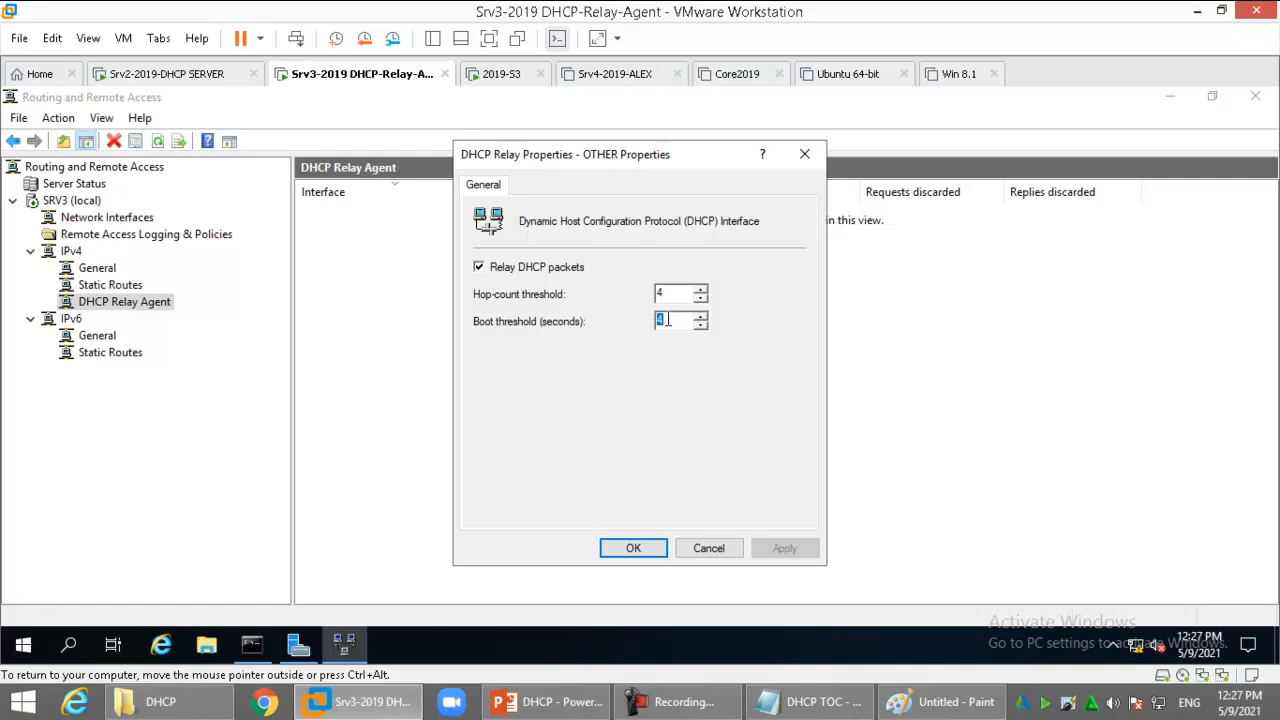 Srv3-2019 DHCP-Relay-Agent - VMware Workstation
File Edit View VM Tabs Help
Home Srv2-2019-DHCP SERVER Srv3-2019 DHCP-Relay-A... 2019-S3 Srv4-2019-ALEX Core2019 Ubuntu 64-bit Win 8.1
Routing and Remote Access
File Action View Help
Routing and Remote Access
Server Status
SRV3 (local)
Network Interfaces
Remote Access Logging & Policies
IPv4
General
Static Routes
DHCP Relay Agent
IPv6
General
Static Routes
DHCP Relay Agent
Interface Requests discarded Replies discarded
in this view.
DHCP Relay Properties - OTHER Properties
General
Dynamic Host Configuration Protocol (DHCP) Interface
Relay DHCP packets
Hop-count threshold: 4
Boot threshold (seconds): 4
OK Cancel Apply
Activate Windows
Go to PC settings to activate Windows.
12:27 PM
5/9/2021
To return to your computer, move the mouse pointer outside or press Ctrl+Alt.
DHCP Srv3-2019 DH... DHCP - Power... Recording... DHCP TOC - ... Untitled - Paint ENG
12:27 PM
5/9/2021